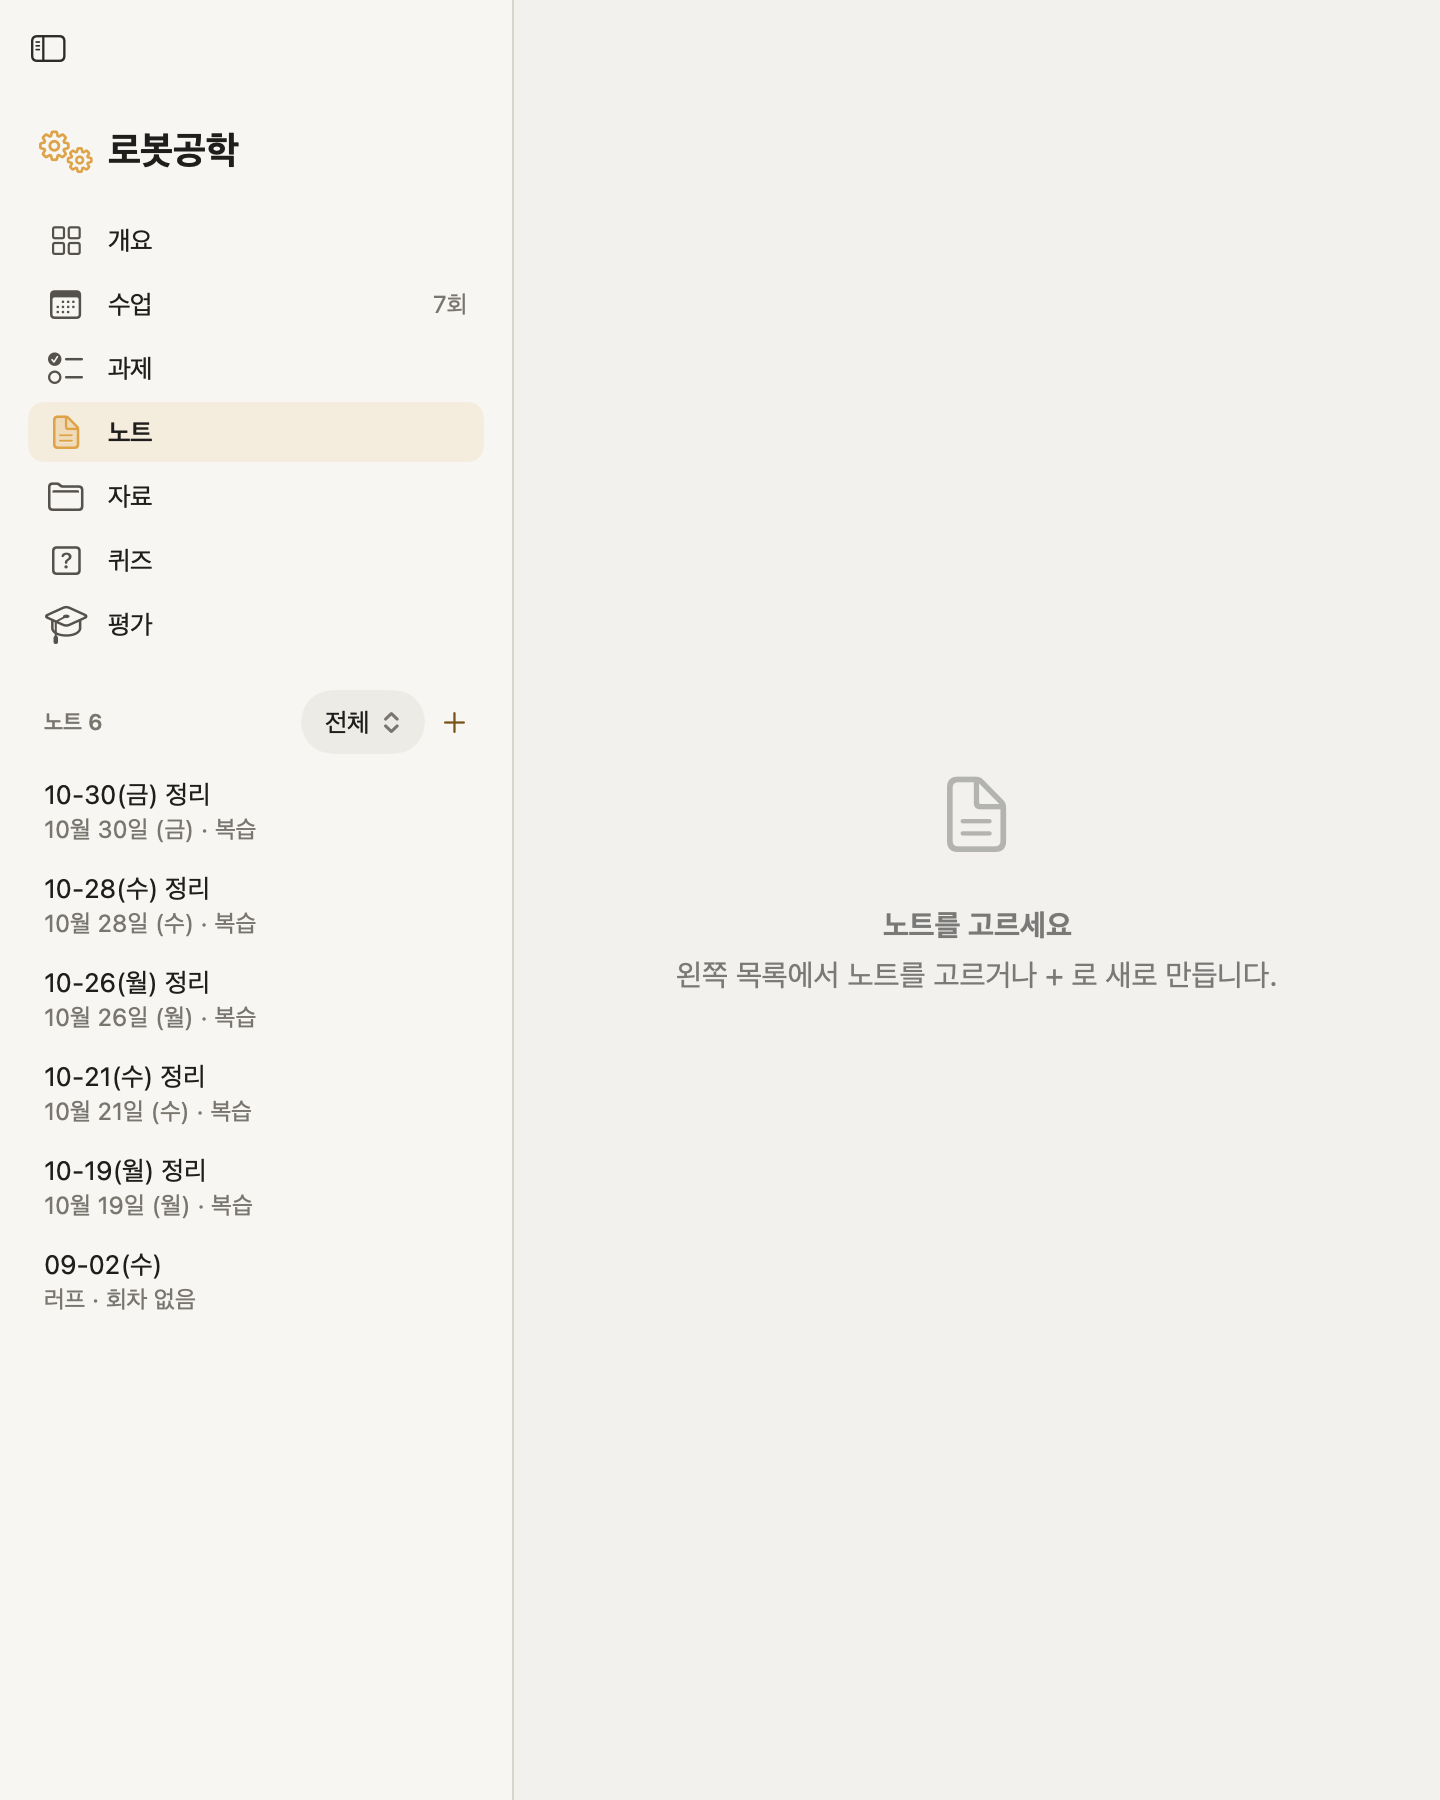 로봇공학
개요
수업 7회
과제
노트
자료
퀴즈
평가
노트 6 전체
10-30(금) 정리
10월 30일 (금) · 복습
10-28(수) 정리
10월 28일 (수) · 복습
10-26(월) 정리
10월 26일 (월) · 복습
10-21(수) 정리
10월 21일 (수) · 복습
10-19(월) 정리
10월 19일 (월) · 복습
09-02(수)
러프 · 회차 없음
노트를 고르세요
왼쪽 목록에서 노트를 고르거나 + 로 새로 만듭니다.